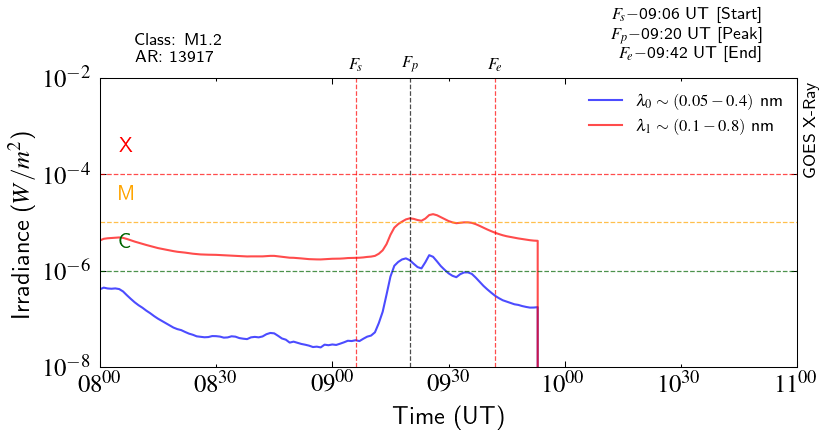 Class: M1.2
AR: 13917
Fₛ−09:06 UT [Start]
Fₚ−09:20 UT [Peak]
Fₑ−09:42 UT [End]
Fₛ Fₚ Fₑ
10⁻²
10⁻⁴
10⁻⁶
10⁻⁸
Irradiance (W/m²)
X
M
C
λ₀ ∼ (0.05 − 0.4) nm
λ₁ ∼ (0.1 − 0.8) nm
GOES X-Ray
08⁰⁰ 08³⁰ 09⁰⁰ 09³⁰ 10⁰⁰ 10³⁰ 11⁰⁰
Time (UT)